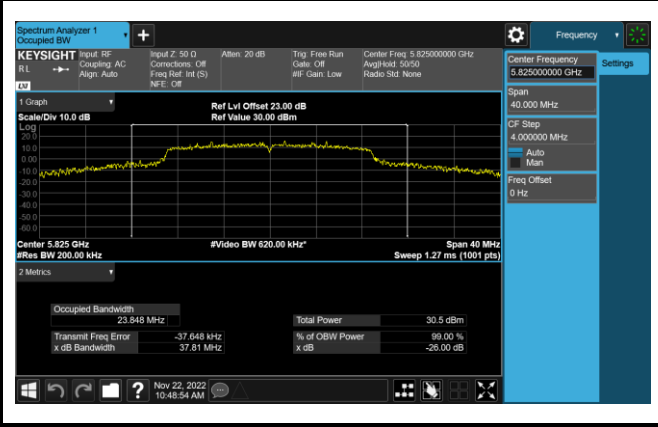 Spectrum Analyzer 1
Occupied BW
+
Frequency
KEYSIGHT
RL
LXI
Input: RF
Coupling: AC
Align: Auto
Input Z: 50 Ω
Corrections: Off
Freq Ref: Int (S)
NFE: Off
Atten: 20 dB
Trig: Free Run
Gate: Off
#IF Gain: Low
Center Freq: 5.825000000 GHz
Avg|Hold: 50/50
Radio Std: None
Center Frequency
5.825000000 GHz
Settings
Span
40.000 MHz
CF Step
4.000000 MHz
Auto
Man
Freq Offset
0 Hz
1 Graph
Scale/Div 10.0 dB
Ref Lvl Offset 23.00 dB
Ref Value 30.00 dBm
Log
20.0
10.0
0.00
-10.0
-20.0
-30.0
-40.0
-50.0
-60.0
Center 5.825 GHz
#Res BW 200.00 kHz
#Video BW 620.00 kHz*
Span 40 MHz
Sweep 1.27 ms (1001 pts)
2 Metrics
Occupied Bandwidth
23.848 MHz
Total Power 30.5 dBm
Transmit Freq Error -37.648 kHz
% of OBW Power 99.00 %
x dB Bandwidth 37.81 MHz
x dB -26.00 dB
?
Nov 22, 2022
10:48:54 AM